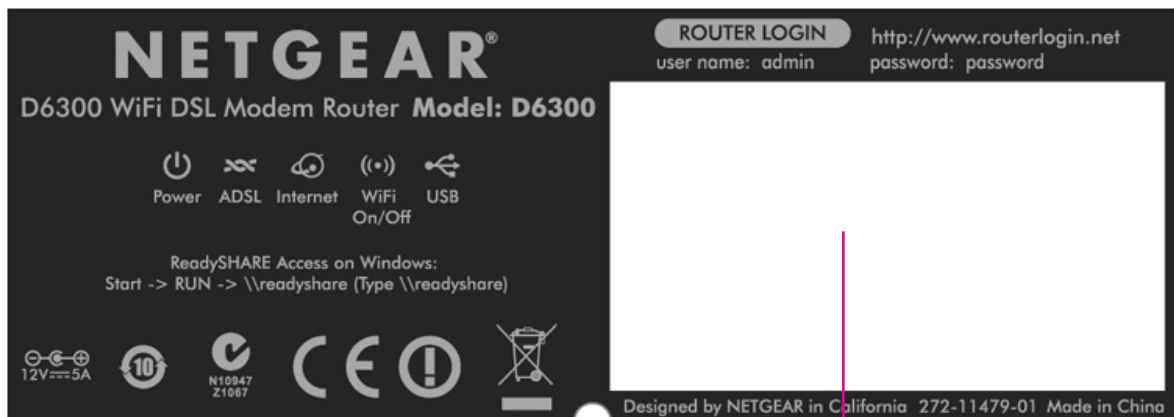 NETGEAR®
D6300 WiFi DSL Modem Router Model: D6300
Power ADSL Internet WiFi On/Off USB
ReadySHARE Access on Windows:
Start -> RUN -> \\readyshare (Type \\readyshare)
12V⎓5A
10
N10947
Z1067
CE
ROUTER LOGIN
http://www.routerlogin.net
user name: admin
password: password
Designed by NETGEAR in California 272-11479-01 Made in China